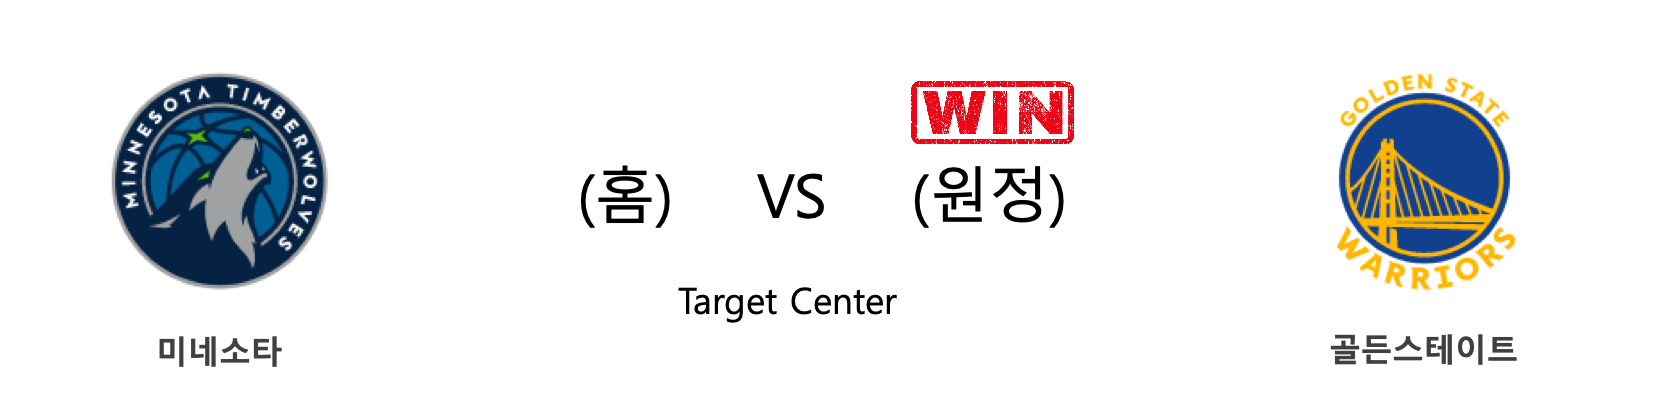 MINNESOTA TIMBERWOLVES
WIN
GOLDEN STATE
WARRIORS
(홈) VS (원정)
Target Center
미네소타
골든스테이트